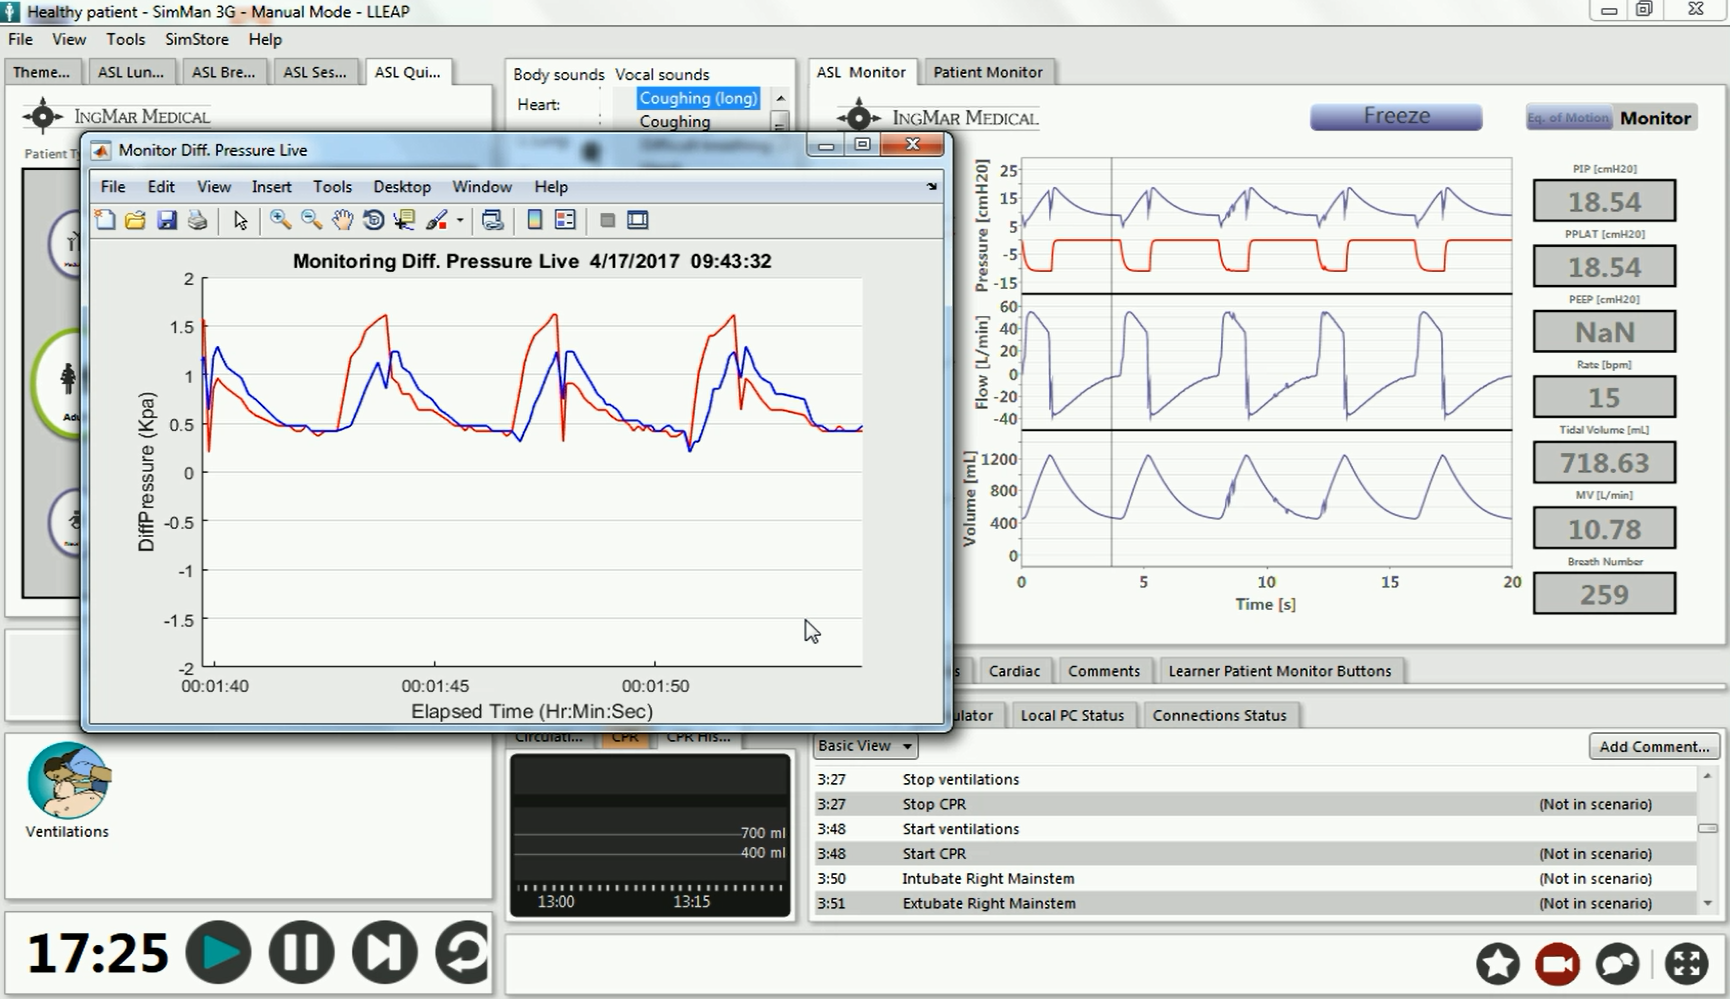 Healthy patient - SimMan 3G - Manual Mode - LLEAP
File View Tools SimStore Help
Theme... ASL Lun... ASL Bre... ASL Ses... ASL Qui...
INGMAR MEDICAL
Body sounds Vocal sounds
Heart:
Coughing (long)
Coughing
ASL Monitor Patient Monitor
INGMAR MEDICAL
Freeze
Eq. of Motion Monitor
Monitor Diff. Pressure Live
File Edit View Insert Tools Desktop Window Help
Monitoring Diff. Pressure Live 4/17/2017 09:43:32
2
1.5
1
0.5
0
-0.5
-1
-1.5
-2
DiffPressure (Kpa)
00:01:40 00:01:45 00:01:50
Elapsed Time (Hr:Min:Sec)
Pressure [cmH20]
25
15
5
-5
-15
Flow [L/min]
60
40
20
0
-20
-40
Volume [mL]
1200
800
400
0
0 5 10 15 20
Time [s]
PIP [cmH20]
18.54
PPLAT [cmH20]
18.54
PEEP [cmH20]
NaN
Rate [bpm]
15
Tidal Volume [mL]
718.63
MV [L/min]
10.78
Breath Number
259
Cardiac Comments Learner Patient Monitor Buttons
Local PC Status Connections Status
Basic View
Add Comment...
3:27 Stop ventilations
3:27 Stop CPR (Not in scenario)
3:48 Start ventilations
3:48 Start CPR (Not in scenario)
3:50 Intubate Right Mainstem (Not in scenario)
3:51 Extubate Right Mainstem (Not in scenario)
Ventilations
Circulati... CPR CPR His...
700 ml
400 ml
13:00 13:15
17:25